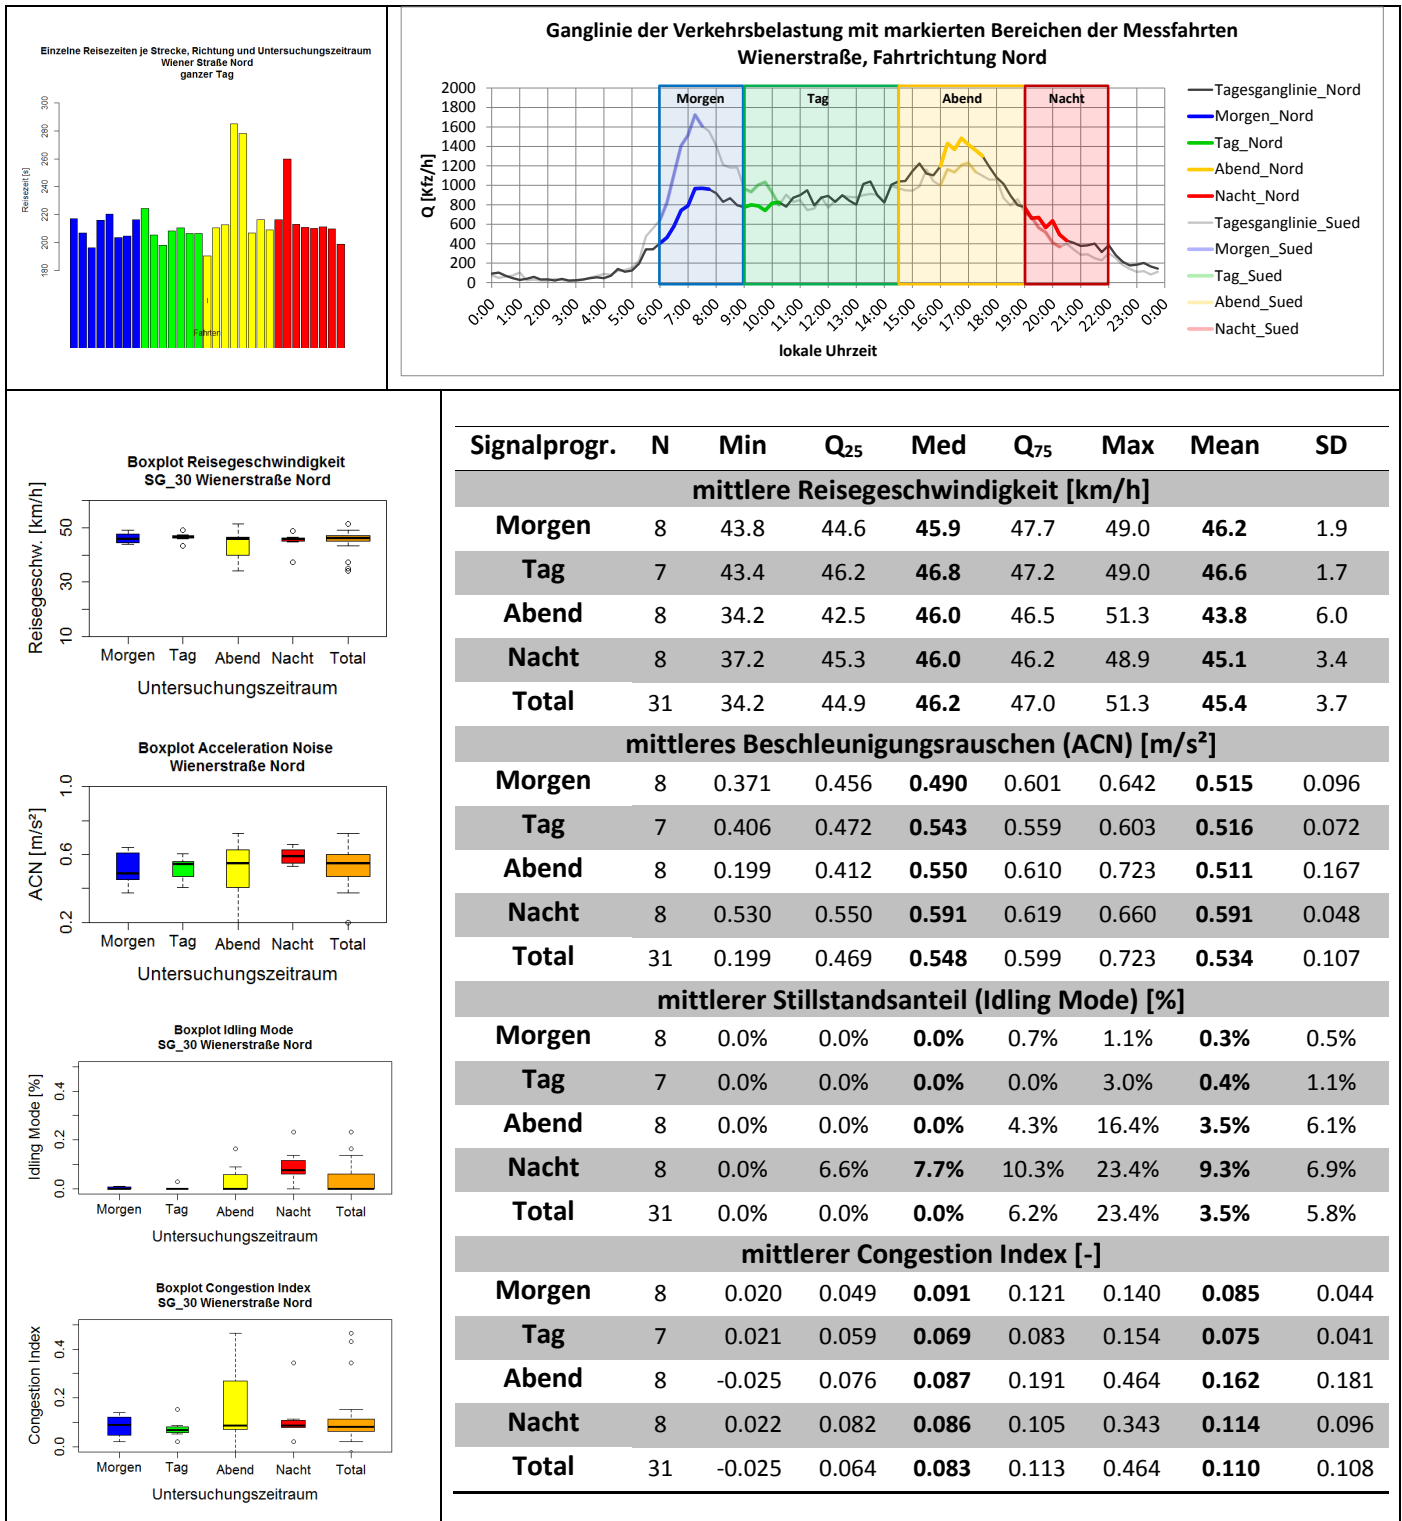 Einzelne Reisezeiten je Strecke, Richtung und Untersuchungszeitraum
Wiener Straße Nord
ganzer Tag
Reisezeit [s]
300
280
260
240
220
200
180
Fahrten
Ganglinie der Verkehrsbelastung mit markierten Bereichen der Messfahrten
Wienerstraße, Fahrtrichtung Nord
Q [Kfz/h]
2000
1800
1600
1400
1200
1000
800
600
400
200
0
Morgen Tag Abend Nacht
0:00 1:00 2:00 3:00 4:00 5:00 6:00 7:00 8:00 9:00 10:00 11:00 12:00 13:00 14:00 15:00 16:00 17:00 18:00 19:00 20:00 21:00 22:00 23:00 0:00
lokale Uhrzeit
Tagesganglinie_Nord
Morgen_Nord
Tag_Nord
Abend_Nord
Nacht_Nord
Tagesganglinie_Sued
Morgen_Sued
Tag_Sued
Abend_Sued
Nacht_Sued
Boxplot Reisegeschwindigkeit
SG_30 Wienerstraße Nord
Reisegeschw. [km/h]
50
30
10
Morgen Tag Abend Nacht Total
Untersuchungszeitraum
Boxplot Acceleration Noise
Wienerstraße Nord
ACN [m/s²]
1.0
0.6
0.2
Morgen Tag Abend Nacht Total
Untersuchungszeitraum
Boxplot Idling Mode
SG_30 Wienerstraße Nord
Idling Mode [%]
0.4
0.2
0.0
Morgen Tag Abend Nacht Total
Untersuchungszeitraum
Boxplot Congestion Index
SG_30 Wienerstraße Nord
Congestion Index
0.4
0.2
0.0
Morgen Tag Abend Nacht Total
Untersuchungszeitraum
Signalprogr. N Min Q25 Med Q75 Max Mean SD
mittlere Reisegeschwindigkeit [km/h]
Morgen 8 43.8 44.6 45.9 47.7 49.0 46.2 1.9
Tag 7 43.4 46.2 46.8 47.2 49.0 46.6 1.7
Abend 8 34.2 42.5 46.0 46.5 51.3 43.8 6.0
Nacht 8 37.2 45.3 46.0 46.2 48.9 45.1 3.4
Total 31 34.2 44.9 46.2 47.0 51.3 45.4 3.7
mittleres Beschleunigungsrauschen (ACN) [m/s²]
Morgen 8 0.371 0.456 0.490 0.601 0.642 0.515 0.096
Tag 7 0.406 0.472 0.543 0.559 0.603 0.516 0.072
Abend 8 0.199 0.412 0.550 0.610 0.723 0.511 0.167
Nacht 8 0.530 0.550 0.591 0.619 0.660 0.591 0.048
Total 31 0.199 0.469 0.548 0.599 0.723 0.534 0.107
mittlerer Stillstandsanteil (Idling Mode) [%]
Morgen 8 0.0% 0.0% 0.0% 0.7% 1.1% 0.3% 0.5%
Tag 7 0.0% 0.0% 0.0% 0.0% 3.0% 0.4% 1.1%
Abend 8 0.0% 0.0% 0.0% 4.3% 16.4% 3.5% 6.1%
Nacht 8 0.0% 6.6% 7.7% 10.3% 23.4% 9.3% 6.9%
Total 31 0.0% 0.0% 0.0% 6.2% 23.4% 3.5% 5.8%
mittlerer Congestion Index [-]
Morgen 8 0.020 0.049 0.091 0.121 0.140 0.085 0.044
Tag 7 0.021 0.059 0.069 0.083 0.154 0.075 0.041
Abend 8 -0.025 0.076 0.087 0.191 0.464 0.162 0.181
Nacht 8 0.022 0.082 0.086 0.105 0.343 0.114 0.096
Total 31 -0.025 0.064 0.083 0.113 0.464 0.110 0.108